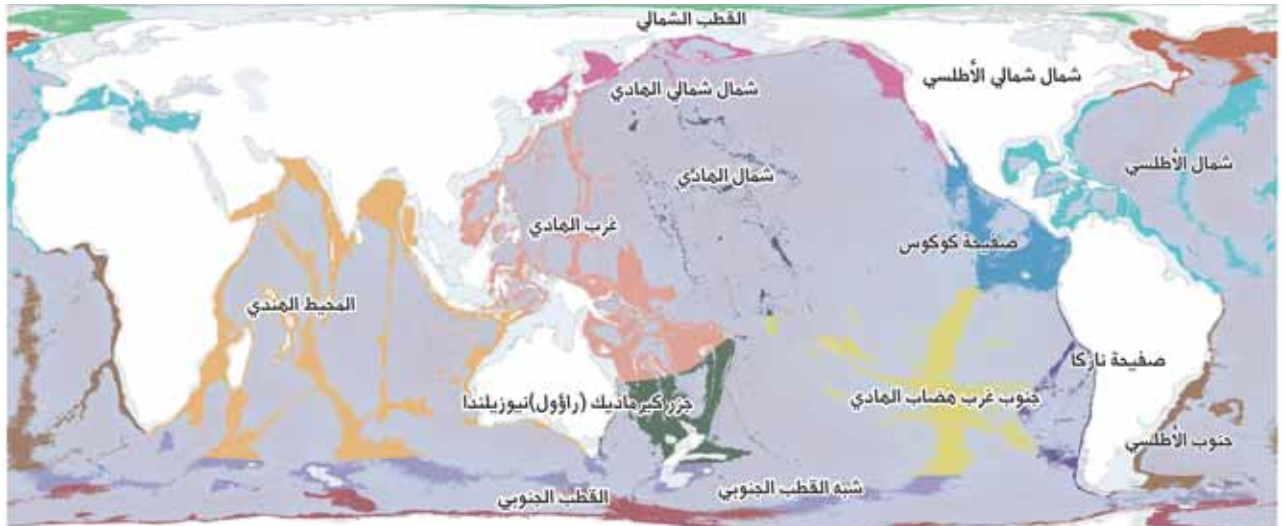 القطب الشمالي
شمال شمالي الأطلسي
شمال شمالي الهادي
شمال الأطلسي
شمال الهادي
غرب الهادي
صفيحة كوكوس
المحيط الهندي
صفيحة نازكا
جنوب غرب هضاب الهادي
جزر كيرماديك (راؤول)نيوزيلندا
جنوب الأطلسي
شبه القطب الجنوبي
القطب الجنوبي